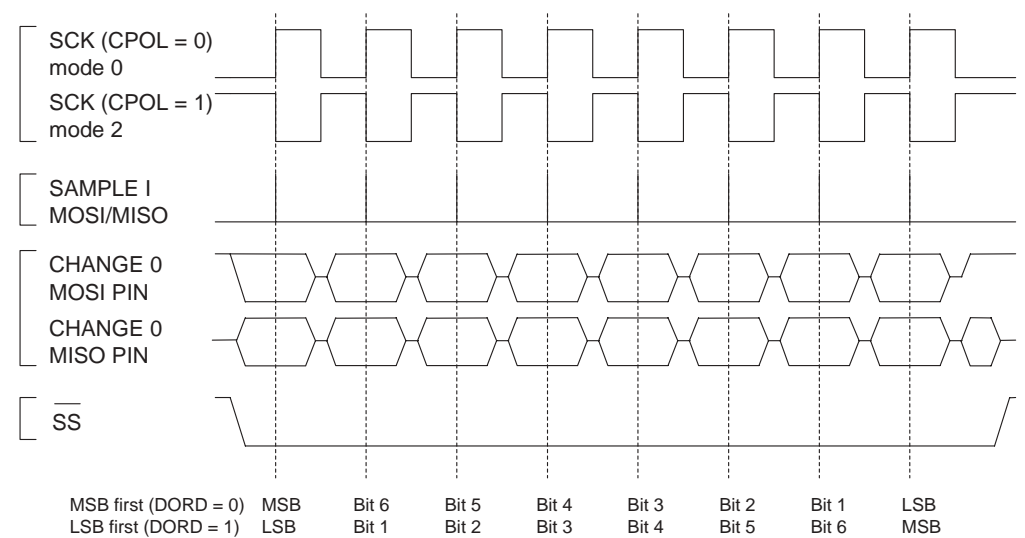 SCK (CPOL = 0)
mode 0
SCK (CPOL = 1)
mode 2
SAMPLE I
MOSI/MISO
CHANGE 0
MOSI PIN
CHANGE 0
MISO PIN
SS
MSB first (DORD = 0) MSB Bit 6 Bit 5 Bit 4 Bit 3 Bit 2 Bit 1 LSB
LSB first (DORD = 1) LSB Bit 1 Bit 2 Bit 3 Bit 4 Bit 5 Bit 6 MSB